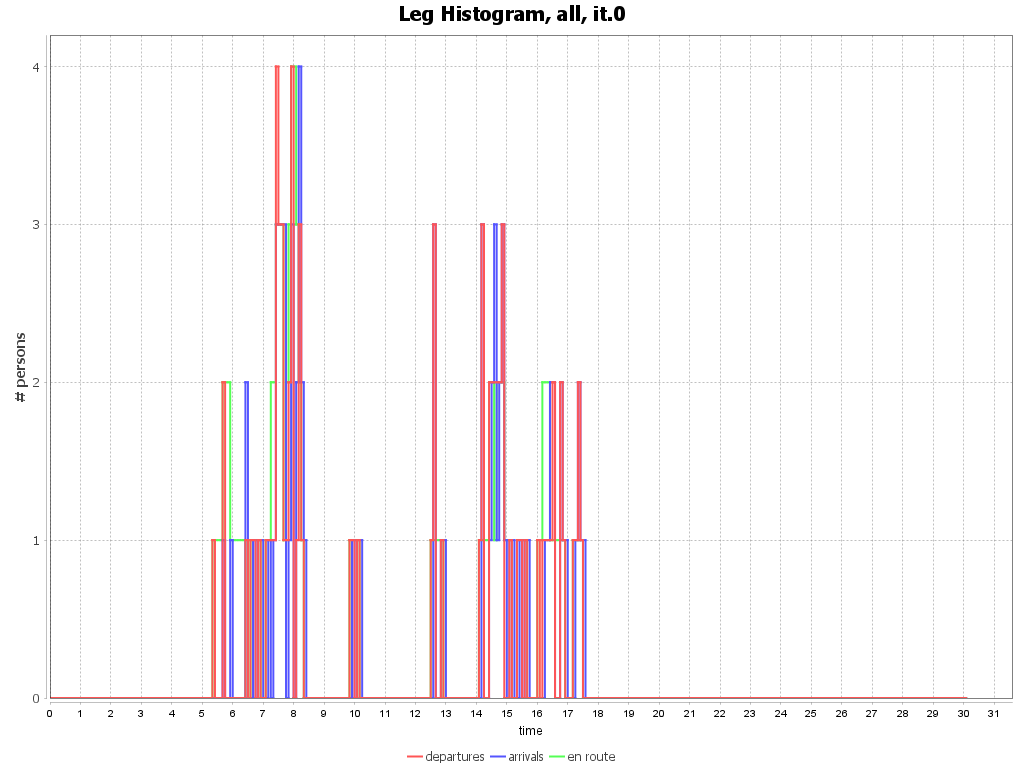 Leg Histogram, all, it.0
# persons
4
3
2
1
0
0 1 2 3 4 5 6 7 8 9 10 11 12 13 14 15 16 17 18 19 20 21 22 23 24 25 26 27 28 29 30 31
time
departures arrivals en route